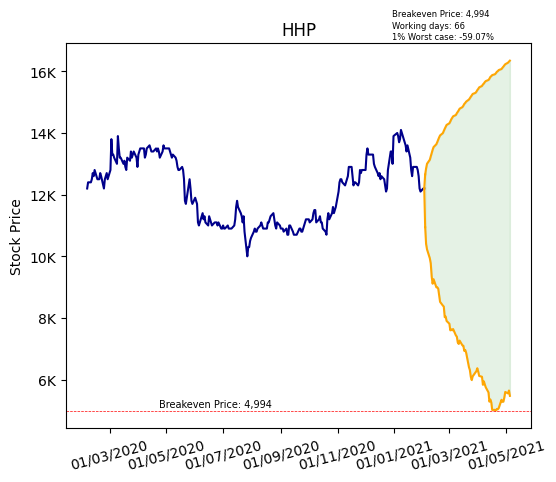 Breakeven Price: 4,994
Working days: 66
1% Worst case: -59.07%
HHP
Stock Price
16K
14K
12K
10K
8K
6K
Breakeven Price: 4,994
01/03/2020
01/05/2020
01/07/2020
01/09/2020
01/11/2020
01/01/2021
01/03/2021
01/05/2021